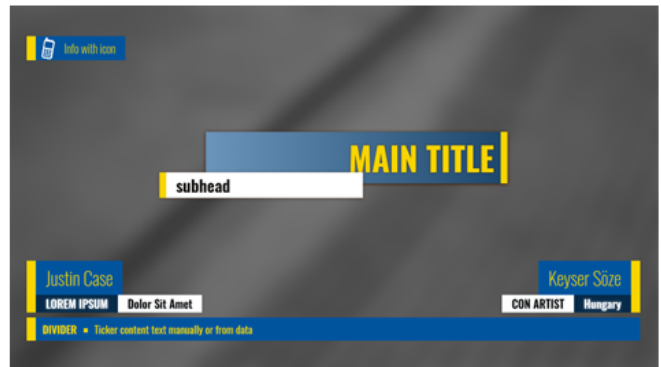 Info with icon
MAIN TITLE
subhead
Justin Case
LOREM IPSUM Dolor Sit Amet
Keyser Söze
CON ARTIST Hungary
DIVIDER ▪ Ticker content text manually or from data